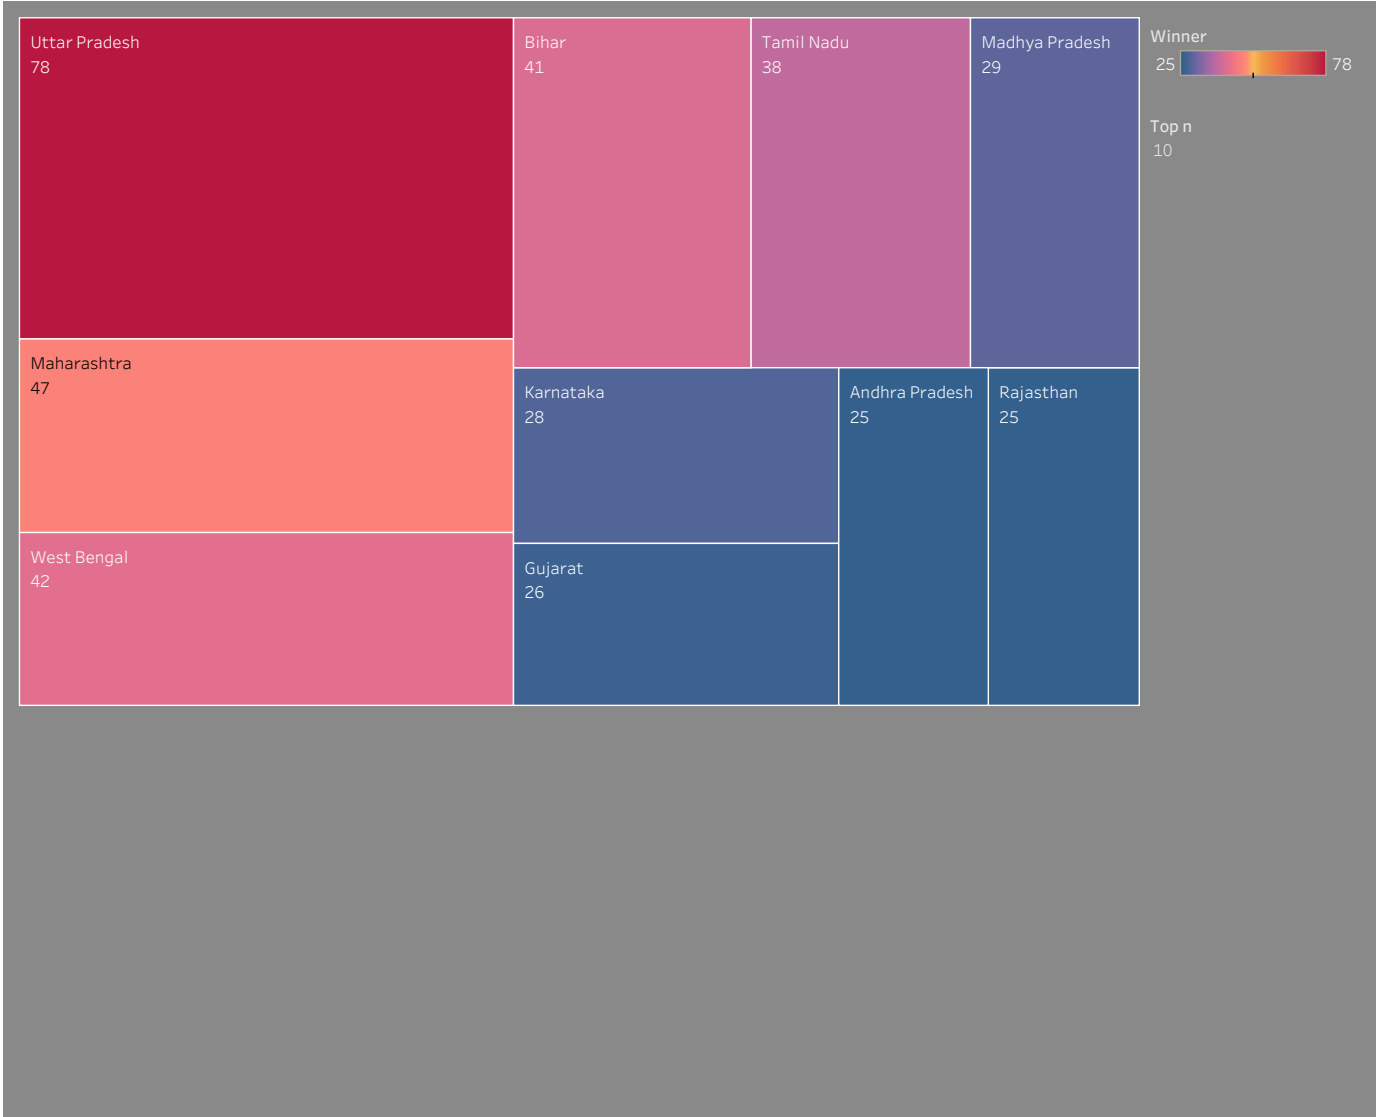 Uttar Pradesh
78
Maharashtra
47
West Bengal
42
Bihar
41
Tamil Nadu
38
Madhya Pradesh
29
Karnataka
28
Gujarat
26
Andhra Pradesh
25
Rajasthan
25
Winner
25 78
Top n
10